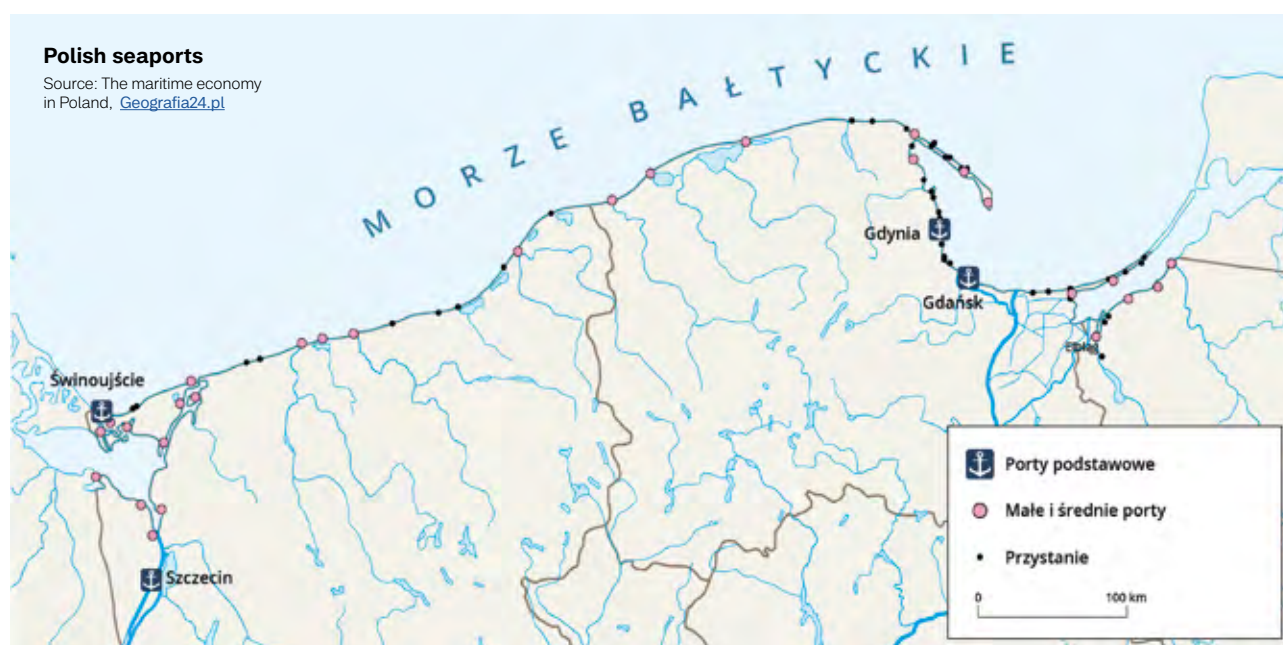 Polish seaports
Source: The maritime economy
in Poland, Geografia24.pl
MORZE BAŁTYCKIE
Gdynia
Gdańsk
Świnoujście
Szczecin
Porty podstawowe
Małe i średnie porty
Przystanie
0 100 km